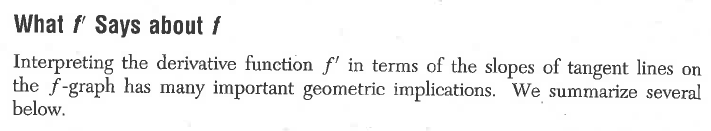 What f′ Says about f
Interpreting the derivative function f′ in terms of the slopes of tangent lines on
the f-graph has many important geometric implications. We summarize several
below.